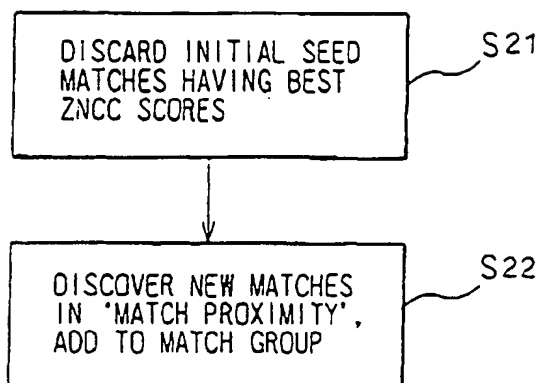 DISCARD INITIAL SEED
MATCHES HAVING BEST
ZNCC SCORES
S21
DISCOVER NEW MATCHES
IN 'MATCH PROXIMITY',
ADD TO MATCH GROUP
S22